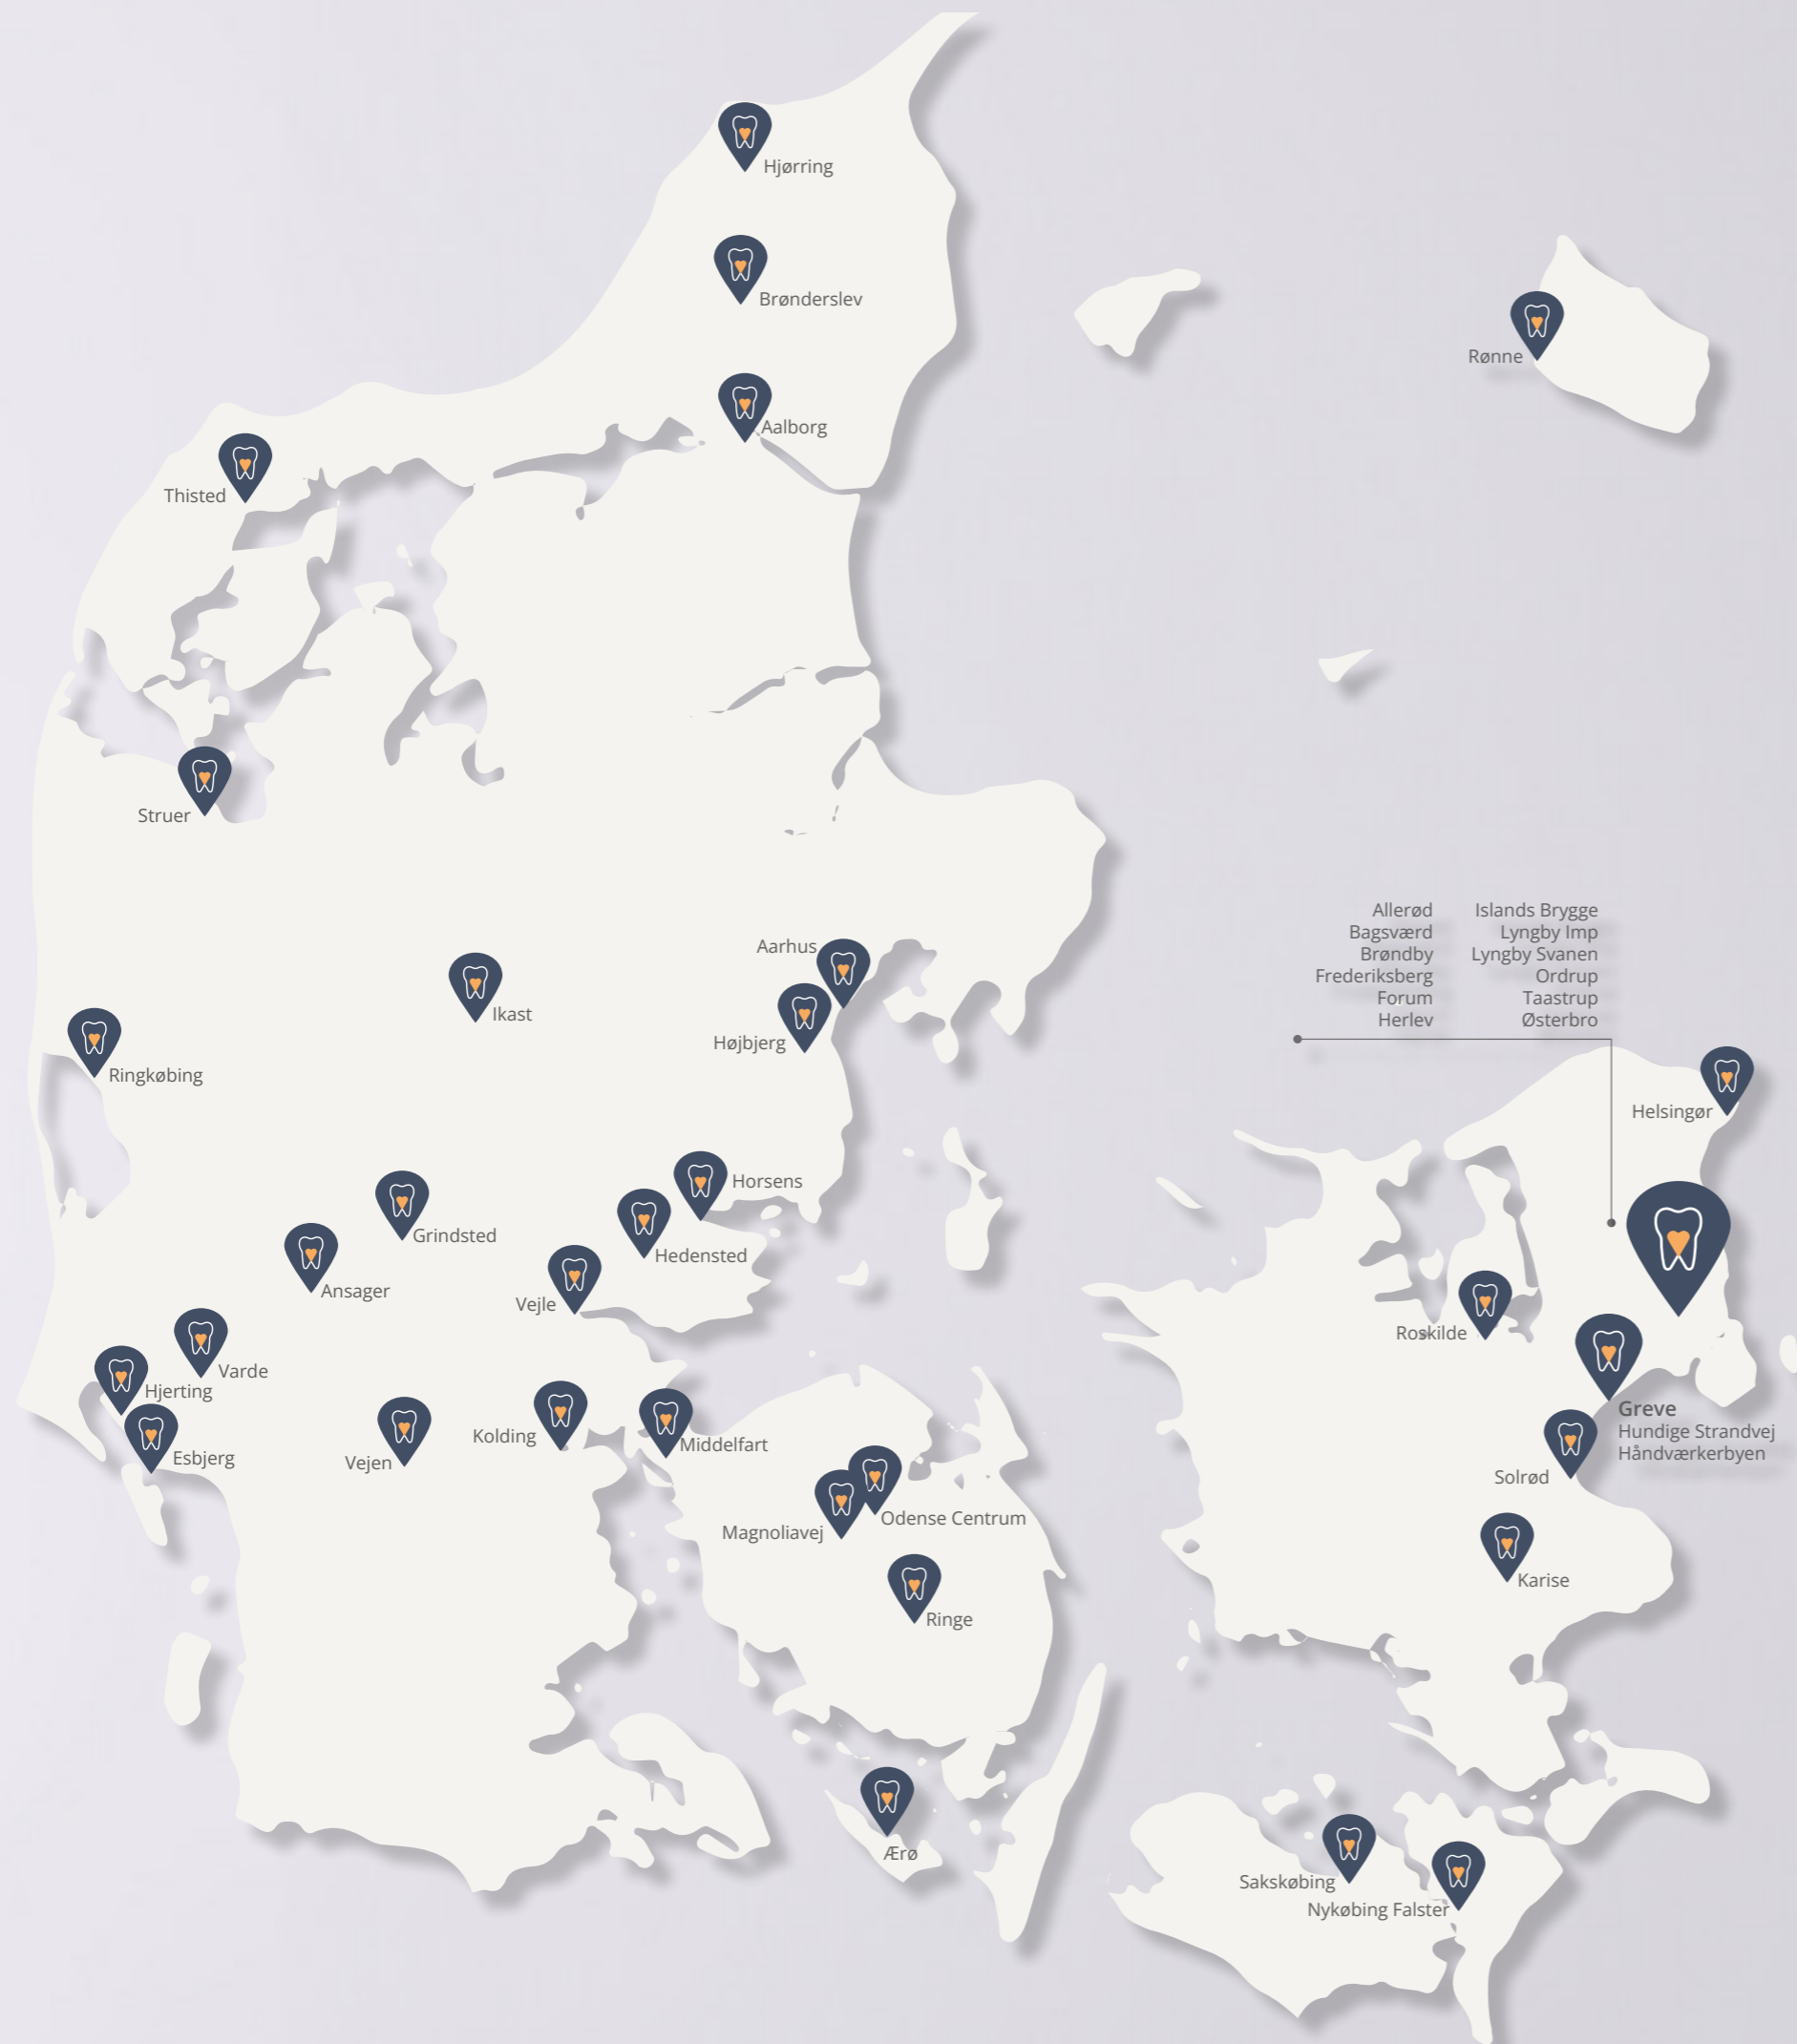 Hjørring
Brønderslev
Rønne
Aalborg
Thisted
Struer
Allerød
Bagsværd
Brøndby
Frederiksberg
Forum
Herlev
Islands Brygge
Lyngby Imp
Lyngby Svanen
Ordrup
Taastrup
Østerbro
Aarhus
Ikast
Højbjerg
Ringkøbing
Helsingør
Horsens
Grindsted
Hedensted
Ansager
Vejle
Roskilde
Varde
Hjerting
Greve
Hundige Strandvej
Håndværkerbyen
Kolding
Middelfart
Esbjerg
Vejen
Solrød
Odense Centrum
Magnoliavej
Karise
Ringe
Ærø
Sakskøbing
Nykøbing Falster